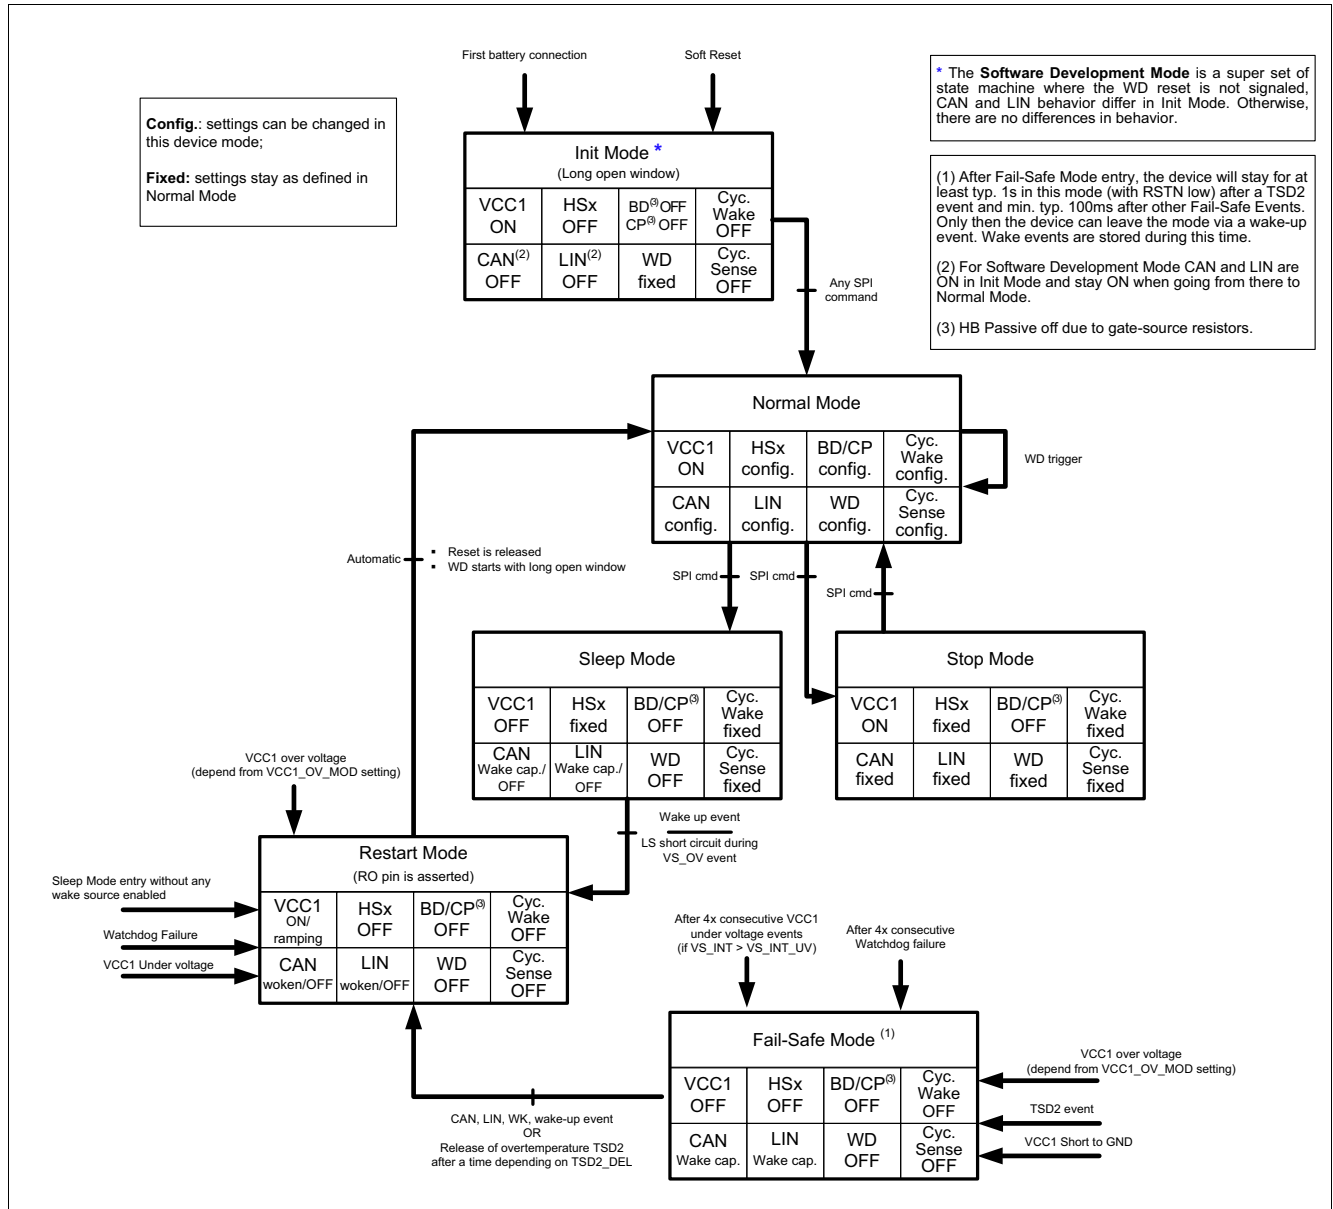 First battery connection
Soft Reset
Config.: settings can be changed in
this device mode;
Fixed: settings stay as defined in
Normal Mode
* The Software Development Mode is a super set of
state machine where the WD reset is not signaled,
CAN and LIN behavior differ in Init Mode. Otherwise,
there are no differences in behavior.
(1) After Fail-Safe Mode entry, the device will stay for at
least typ. 1s in this mode (with RSTN low) after a TSD2
event and min. typ. 100ms after other Fail-Safe Events.
Only then the device can leave the mode via a wake-up
event. Wake events are stored during this time.
(2) For Software Development Mode CAN and LIN are
ON in Init Mode and stay ON when going from there to
Normal Mode.
(3) HB Passive off due to gate-source resistors.
Init Mode *
(Long open window)
VCC1
ON
HSx
OFF
BD(3) OFF
CP(3) OFF
Cyc.
Wake
OFF
CAN(2)
OFF
LIN(2)
OFF
WD
fixed
Cyc.
Sense
OFF
Any SPI
command
Normal Mode
VCC1
ON
HSx
config.
BD/CP
config.
Cyc.
Wake
config.
CAN
config.
LIN
config.
WD
config.
Cyc.
Sense
config.
WD trigger
Automatic
▪ Reset is released
▪ WD starts with long open window
SPI cmd
SPI cmd
SPI cmd
Sleep Mode
VCC1
OFF
HSx
fixed
BD/CP(3)
OFF
Cyc.
Wake
fixed
CAN
Wake cap./
OFF
LIN
Wake cap./
OFF
WD
OFF
Cyc.
Sense
fixed
Stop Mode
VCC1
ON
HSx
fixed
BD/CP(3)
OFF
Cyc.
Wake
fixed
CAN
fixed
LIN
fixed
WD
fixed
Cyc.
Sense
fixed
VCC1 over voltage
(depend from VCC1_OV_MOD setting)
Wake up event
LS short circuit during
VS_OV event
Restart Mode
(RO pin is asserted)
VCC1
ON/
ramping
HSx
OFF
BD/CP(3)
OFF
Cyc.
Wake
OFF
CAN
woken/OFF
LIN
woken/OFF
WD
OFF
Cyc.
Sense
OFF
Sleep Mode entry without any
wake source enabled
Watchdog Failure
VCC1 Under voltage
After 4x consecutive VCC1
under voltage events
(if VS_INT > VS_INT_UV)
After 4x consecutive
Watchdog failure
Fail-Safe Mode (1)
VCC1
OFF
HSx
OFF
BD/CP(3)
OFF
Cyc.
Wake
OFF
CAN
Wake cap.
LIN
Wake cap.
WD
OFF
Cyc.
Sense
OFF
VCC1 over voltage
(depend from VCC1_OV_MOD setting)
TSD2 event
VCC1 Short to GND
CAN, LIN, WK, wake-up event
OR
Release of overtemperature TSD2
after a time depending on TSD2_DEL